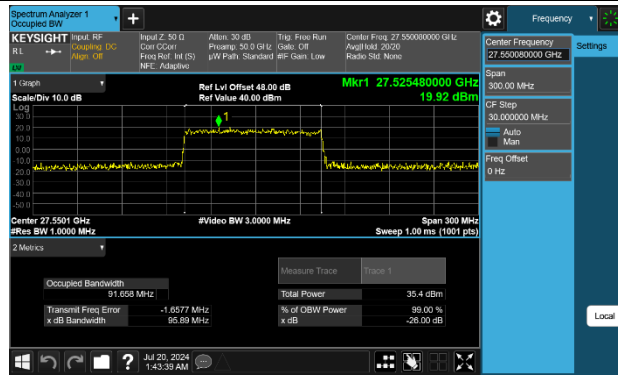 Spectrum Analyzer 1
Occupied BW
+
Frequency
KEYSIGHT
RL
Input: RF
Coupling: DC
Align: Off
Input Z: 50 Ω
Corr CCorr
Freq Ref: Int (S)
NFE: Adaptive
Atten: 30 dB
Preamp: 50.0 GHz
µW Path: Standard
Trig: Free Run
Gate: Off
#IF Gain: Low
Center Freq: 27.550080000 GHz
Avg|Hold: 20/20
Radio Std: None
1 Graph
Scale/Div 10.0 dB
Ref Lvl Offset 48.00 dB
Ref Value 40.00 dBm
Mkr1 27.525480000 GHz
19.92 dBm
Log
30.0
20.0
10.0
0.00
-10.0
-20.0
-30.0
-40.0
-50.0
1
Center 27.5501 GHz
#Res BW 1.0000 MHz
#Video BW 3.0000 MHz
Span 300 MHz
Sweep 1.00 ms (1001 pts)
2 Metrics
Measure Trace
Trace 1
Occupied Bandwidth
91.658 MHz
Total Power
35.4 dBm
Transmit Freq Error
-1.6577 MHz
% of OBW Power
99.00 %
x dB Bandwidth
95.89 MHz
x dB
-26.00 dB
Jul 20, 2024
1:43:39 AM
?
Center Frequency
27.550080000 GHz
Settings
Span
300.00 MHz
CF Step
30.000000 MHz
Auto
Man
Freq Offset
0 Hz
Local